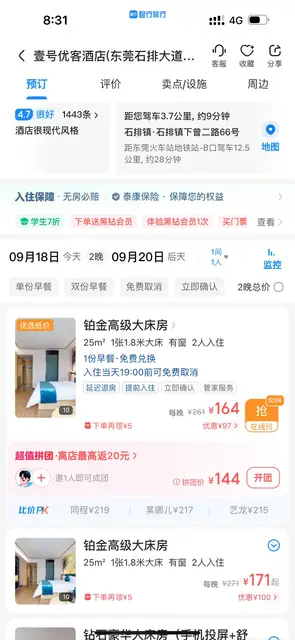 8:31
智行旅行
4G
壹号优客酒店(东莞石排大道...
客服
收藏
分享
预订
评价
卖点/设施
周边
4.7 很好 1443条
酒店很现代风格
距您驾车3.7公里,约9分钟
石排镇·石排镇下曾二路66号
距东莞火车站地铁站-B口驾车12.5
公里,约28分钟
地图
入住保障·无房必赔
泰康保险·保障您的权益
学生7折
下单送黑钻会员
体验黑钻会员1次
买门票
查看
09月18日 今天
2晚
09月20日 后天
1间
1人
监控
单份早餐
双份早餐
免费取消
立即确认
2晚总价
优选低价
10
铂金高级大床房
25m² 1张1.8米大床 有窗 2人入住
1份早餐·免费兑换
入住当天19:00前可免费取消
延迟退房
提前入住
立即确认
管家服务
每晚 ¥261 ¥164
下单再领¥5
优惠¥97
抢
在线付
超值拼团·高店最高返20元
邀1人即可成团
拼团价 ¥144
开团
比价PK
同程¥219
某娜儿¥217
艺龙¥215
10
铂金高级大床房
25m² 1张1.8米大床 有窗 2人入住
每晚 ¥271 ¥171起
下单再领¥5
优惠¥100
钻石豪华大床房(手机投屏+舒